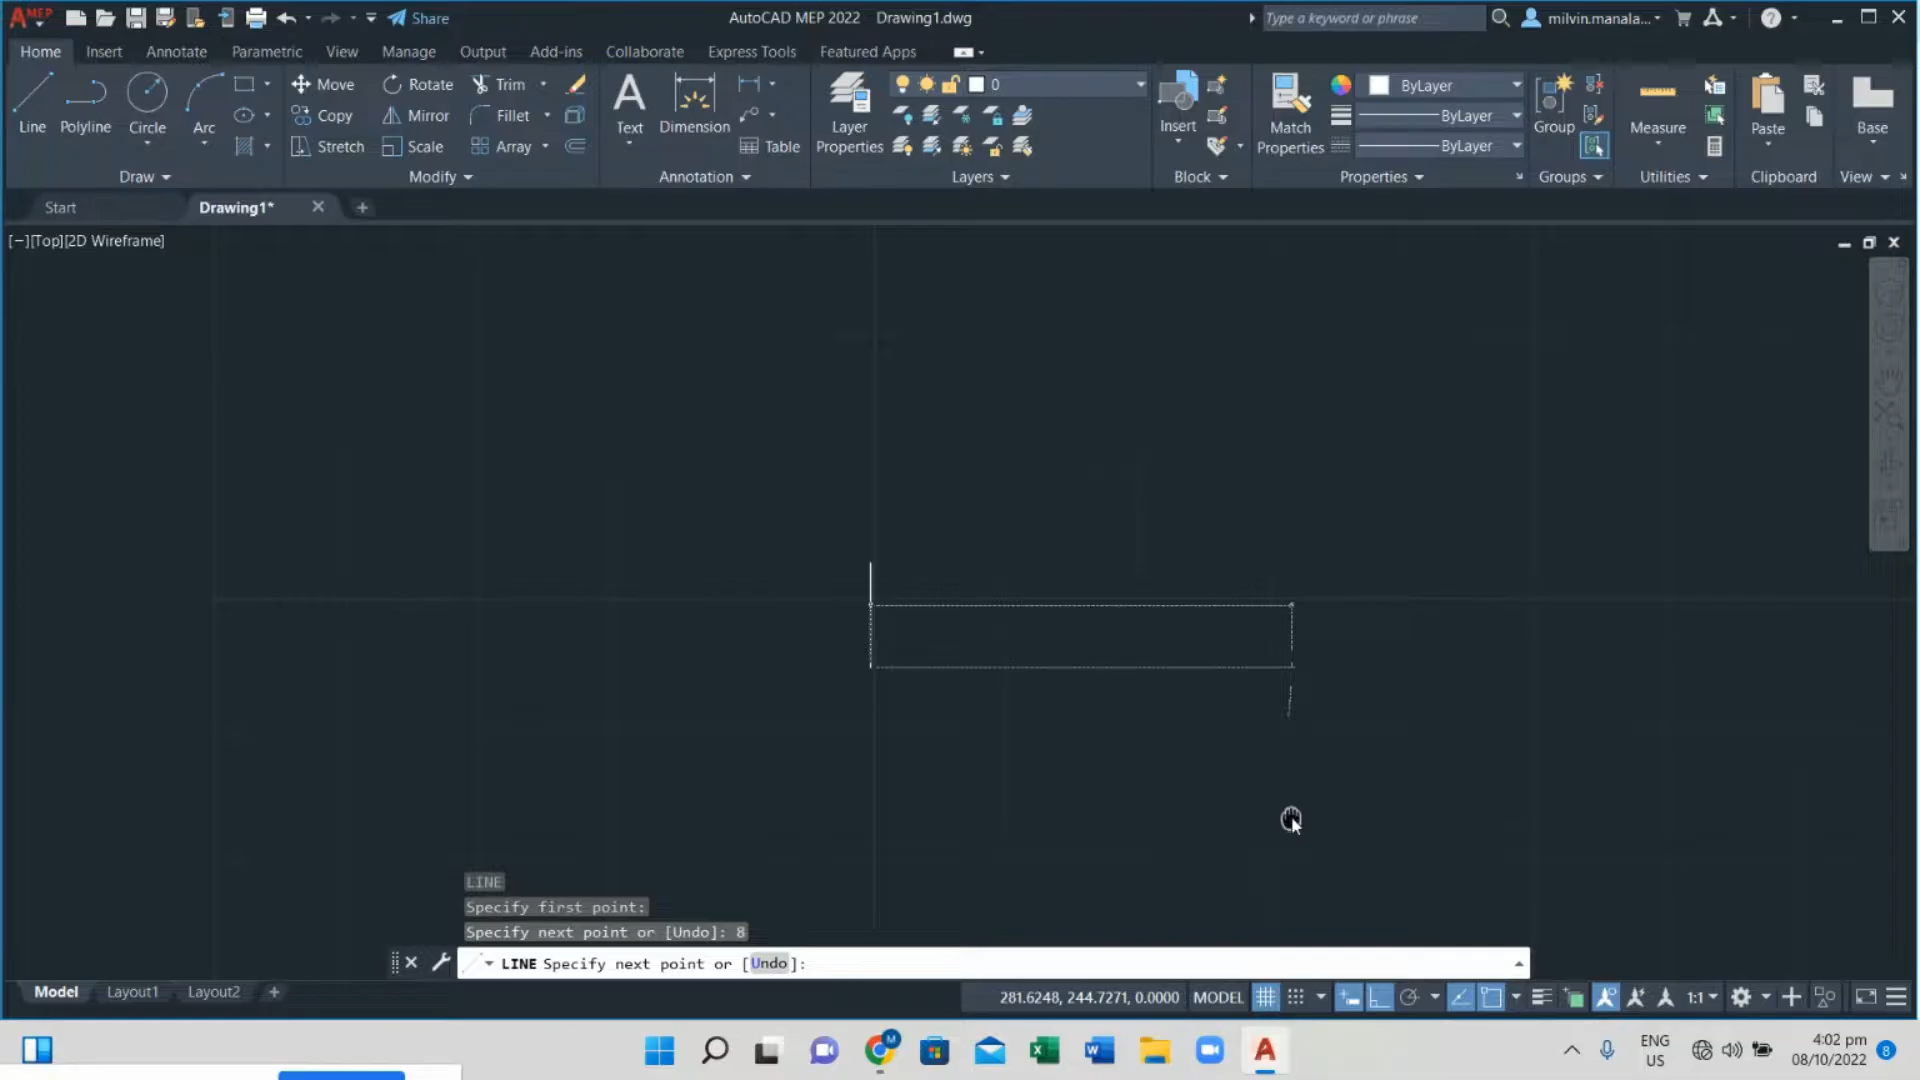 MEP
Share
AutoCAD MEP 2022 Drawing1.dwg
Type a keyword or phrase
milvin.manala...
Home Insert Annotate Parametric View Manage Output Add-ins Collaborate Express Tools Featured Apps
Line
Polyline
Circle
Arc
Draw
Move
Rotate
Trim
Copy
Mirror
Fillet
Stretch
Scale
Array
Modify
Text
Dimension
Table
Annotation
Layer
Properties
0
Layers
Insert
Block
Match
Properties
ByLayer
ByLayer
ByLayer
Properties
Group
Groups
Measure
Utilities
Paste
Clipboard
Base
View
Start
Drawing1*
[−][Top][2D Wireframe]
LINE
Specify first point:
Specify next point or [Undo]: 8
LINE Specify next point or [Undo]:
Model Layout1 Layout2
281.6248, 244.7271, 0.0000 MODEL
1:1
ENG
US
4:02 pm
08/10/2022
8